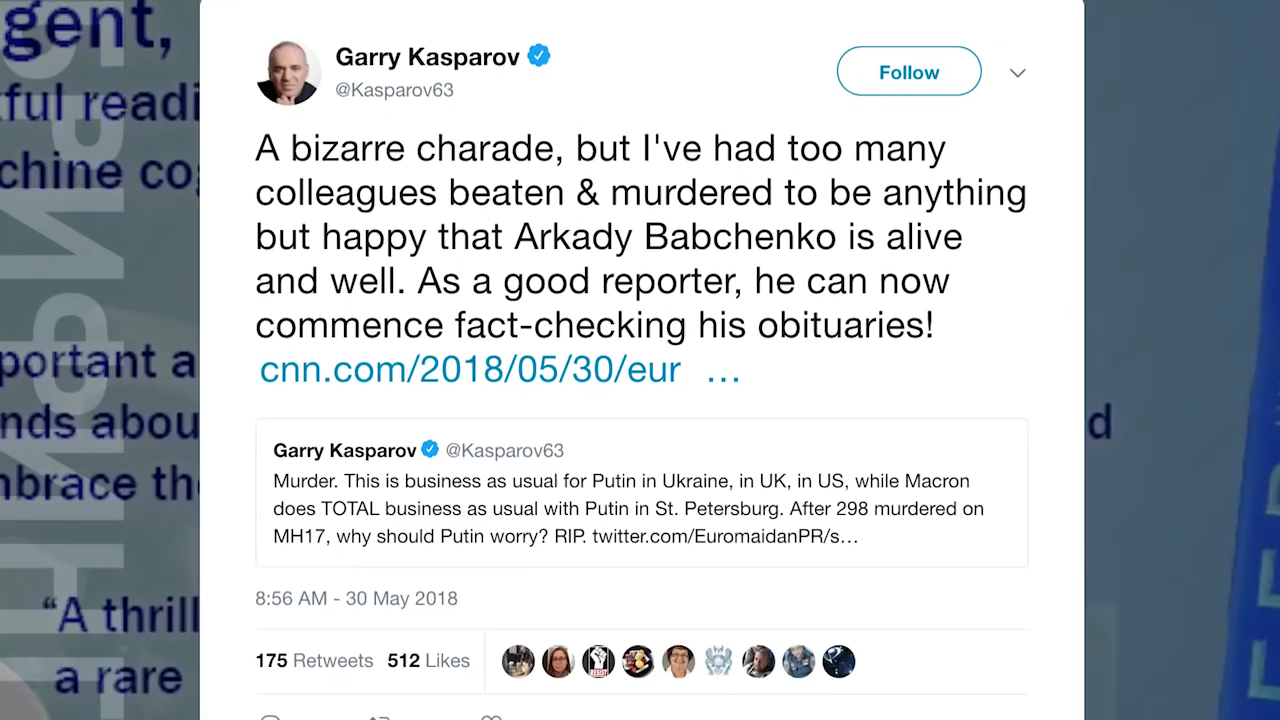 gent,
ful readi
chine co
portant a
nds abou
d
mbrace th
“A thrill
a rare
Garry Kasparov
@Kasparov63
Follow
A bizarre charade, but I've had too many
colleagues beaten & murdered to be anything
but happy that Arkady Babchenko is alive
and well. As a good reporter, he can now
commence fact-checking his obituaries!
cnn.com/2018/05/30/eur …
Garry Kasparov @Kasparov63
Murder. This is business as usual for Putin in Ukraine, in UK, in US, while Macron
does TOTAL business as usual with Putin in St. Petersburg. After 298 murdered on
MH17, why should Putin worry? RIP. twitter.com/EuromaidanPR/s…
8:56 AM - 30 May 2018
175 Retweets 512 Likes
RESIST